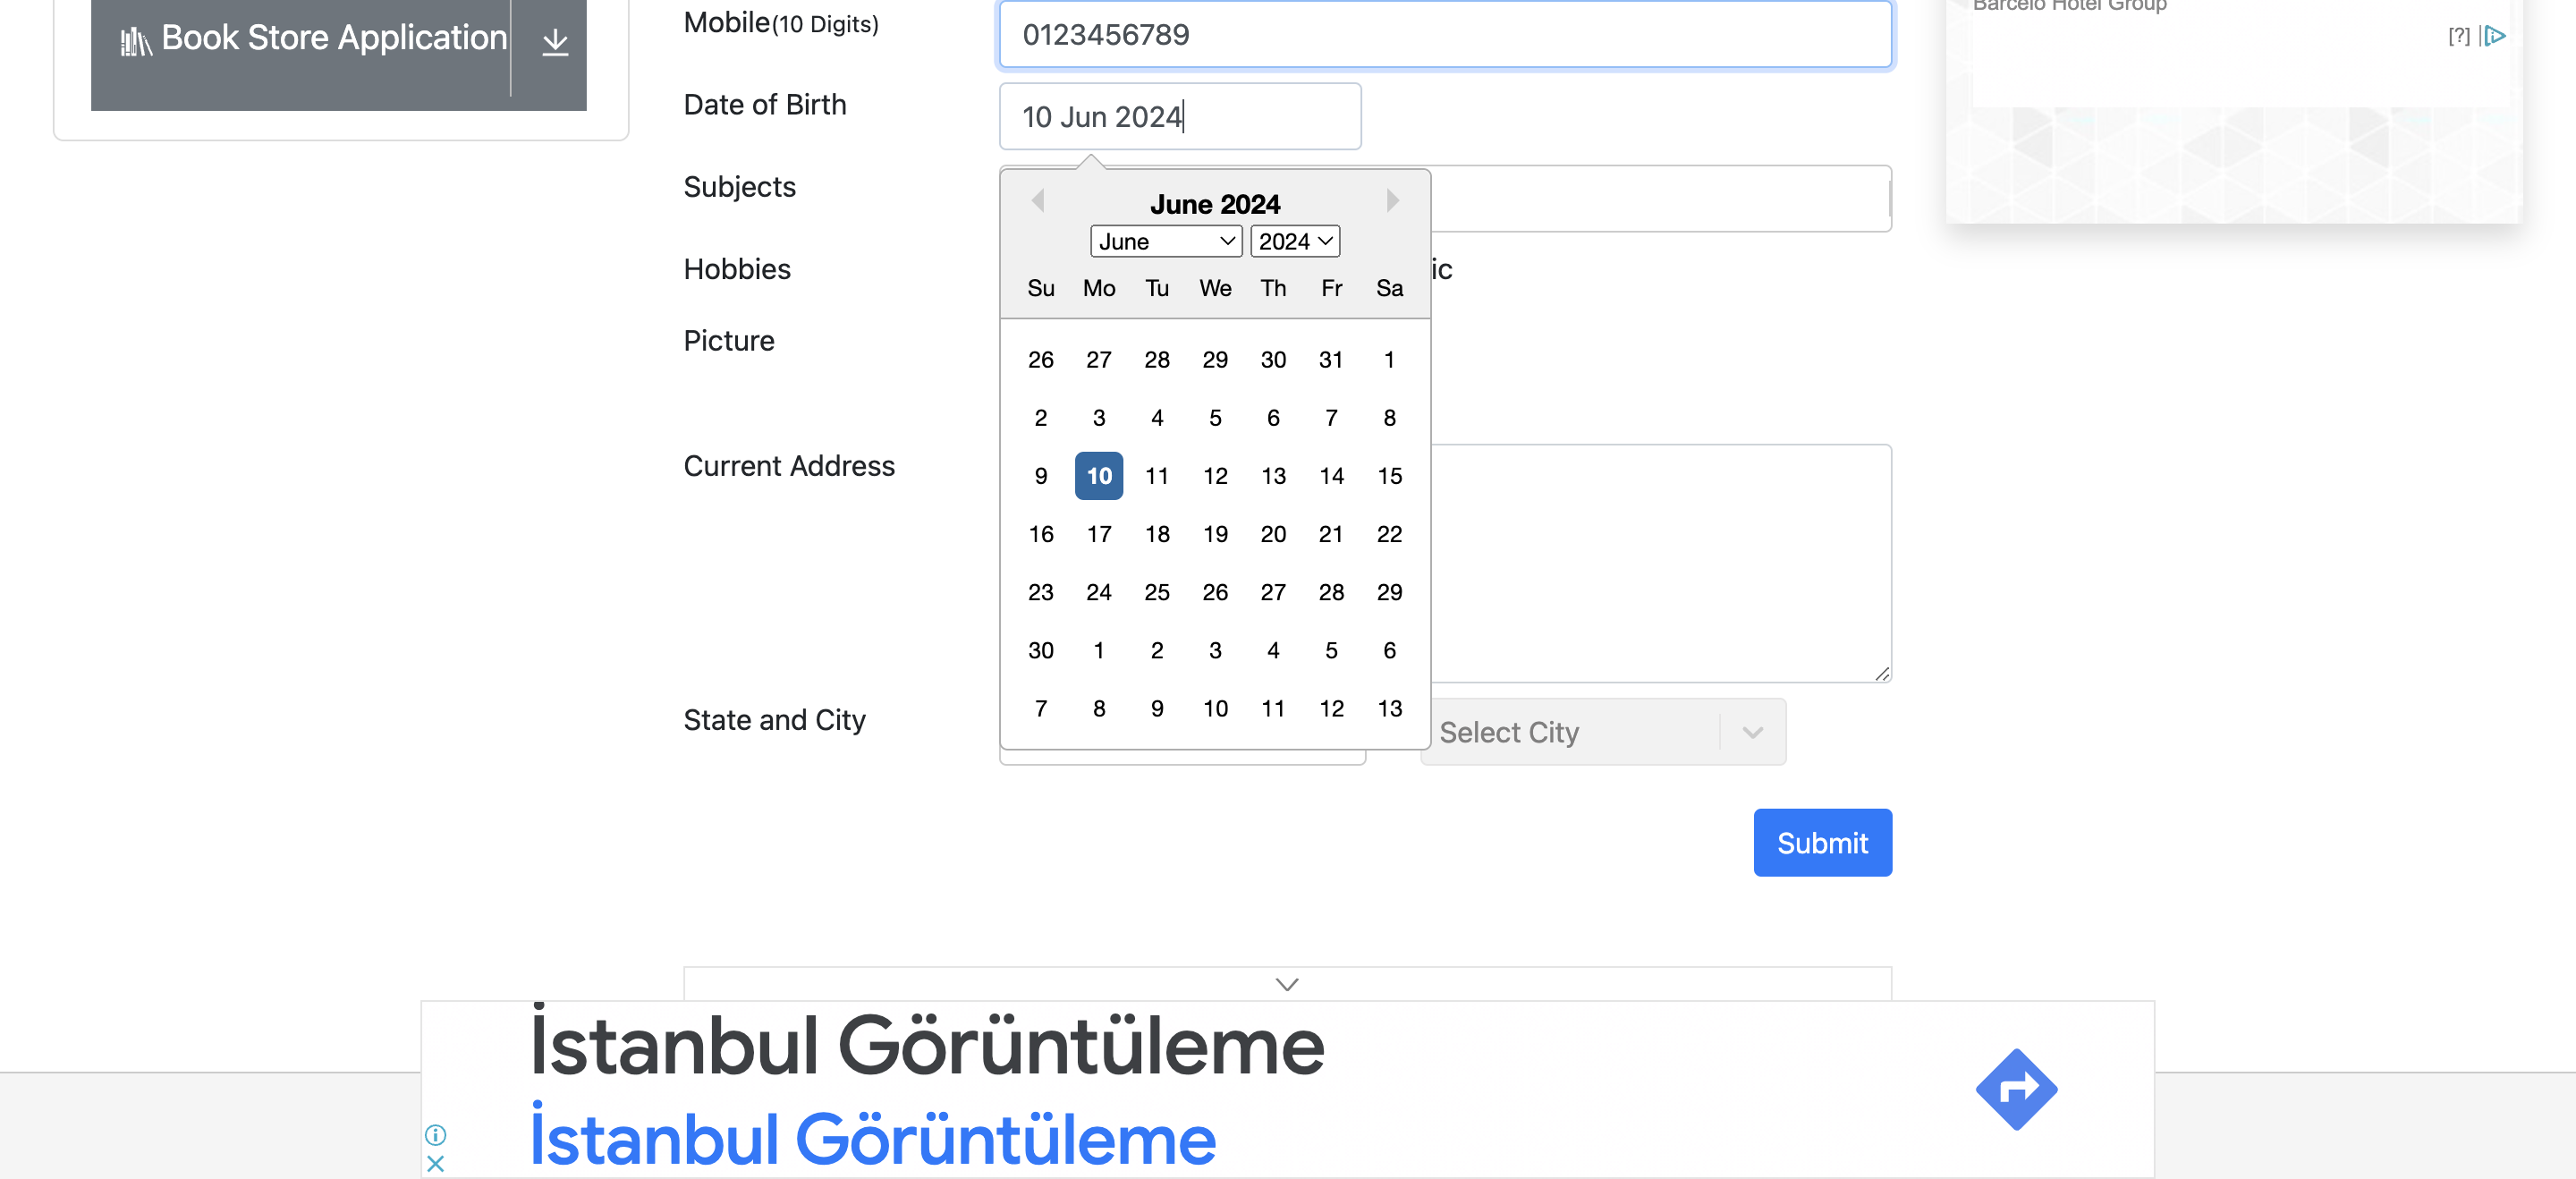 Book Store Application
Mobile(10 Digits)
0123456789
Date of Birth
10 Jun 2024
Subjects
Hobbies
ic
Picture
Current Address
State and City
June 2024
June
2024
Su Mo Tu We Th Fr Sa
26 27 28 29 30 31 1
2 3 4 5 6 7 8
9 10 11 12 13 14 15
16 17 18 19 20 21 22
23 24 25 26 27 28 29
30 1 2 3 4 5 6
7 8 9 10 11 12 13
Select City
Submit
Barcelo Hotel Group
[?]
İstanbul Görüntüleme
İstanbul Görüntüleme